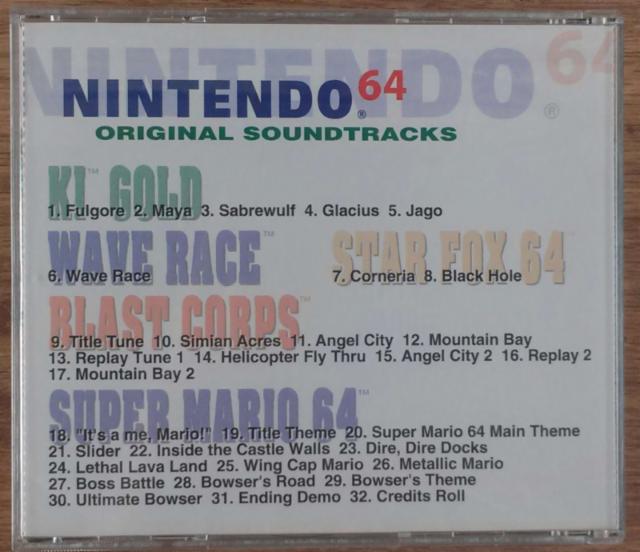 NINTENDO 64
NINTENDO® 64
ORIGINAL SOUNDTRACKS
KI™ GOLD
1. Fulgore 2. Maya 3. Sabrewulf 4. Glacius 5. Jago
WAVE RACE™
6. Wave Race
STAR FOX 64™
7. Corneria 8. Black Hole
BLAST CORPS™
9. Title Tune 10. Simian Acres 11. Angel City 12. Mountain Bay
13. Replay Tune 1 14. Helicopter Fly Thru 15. Angel City 2 16. Replay 2
17. Mountain Bay 2
SUPER MARIO 64™
18. "It's a me, Mario!" 19. Title Theme 20. Super Mario 64 Main Theme
21. Slider 22. Inside the Castle Walls 23. Dire, Dire Docks
24. Lethal Lava Land 25. Wing Cap Mario 26. Metallic Mario
27. Boss Battle 28. Bowser's Road 29. Bowser's Theme
30. Ultimate Bowser 31. Ending Demo 32. Credits Roll